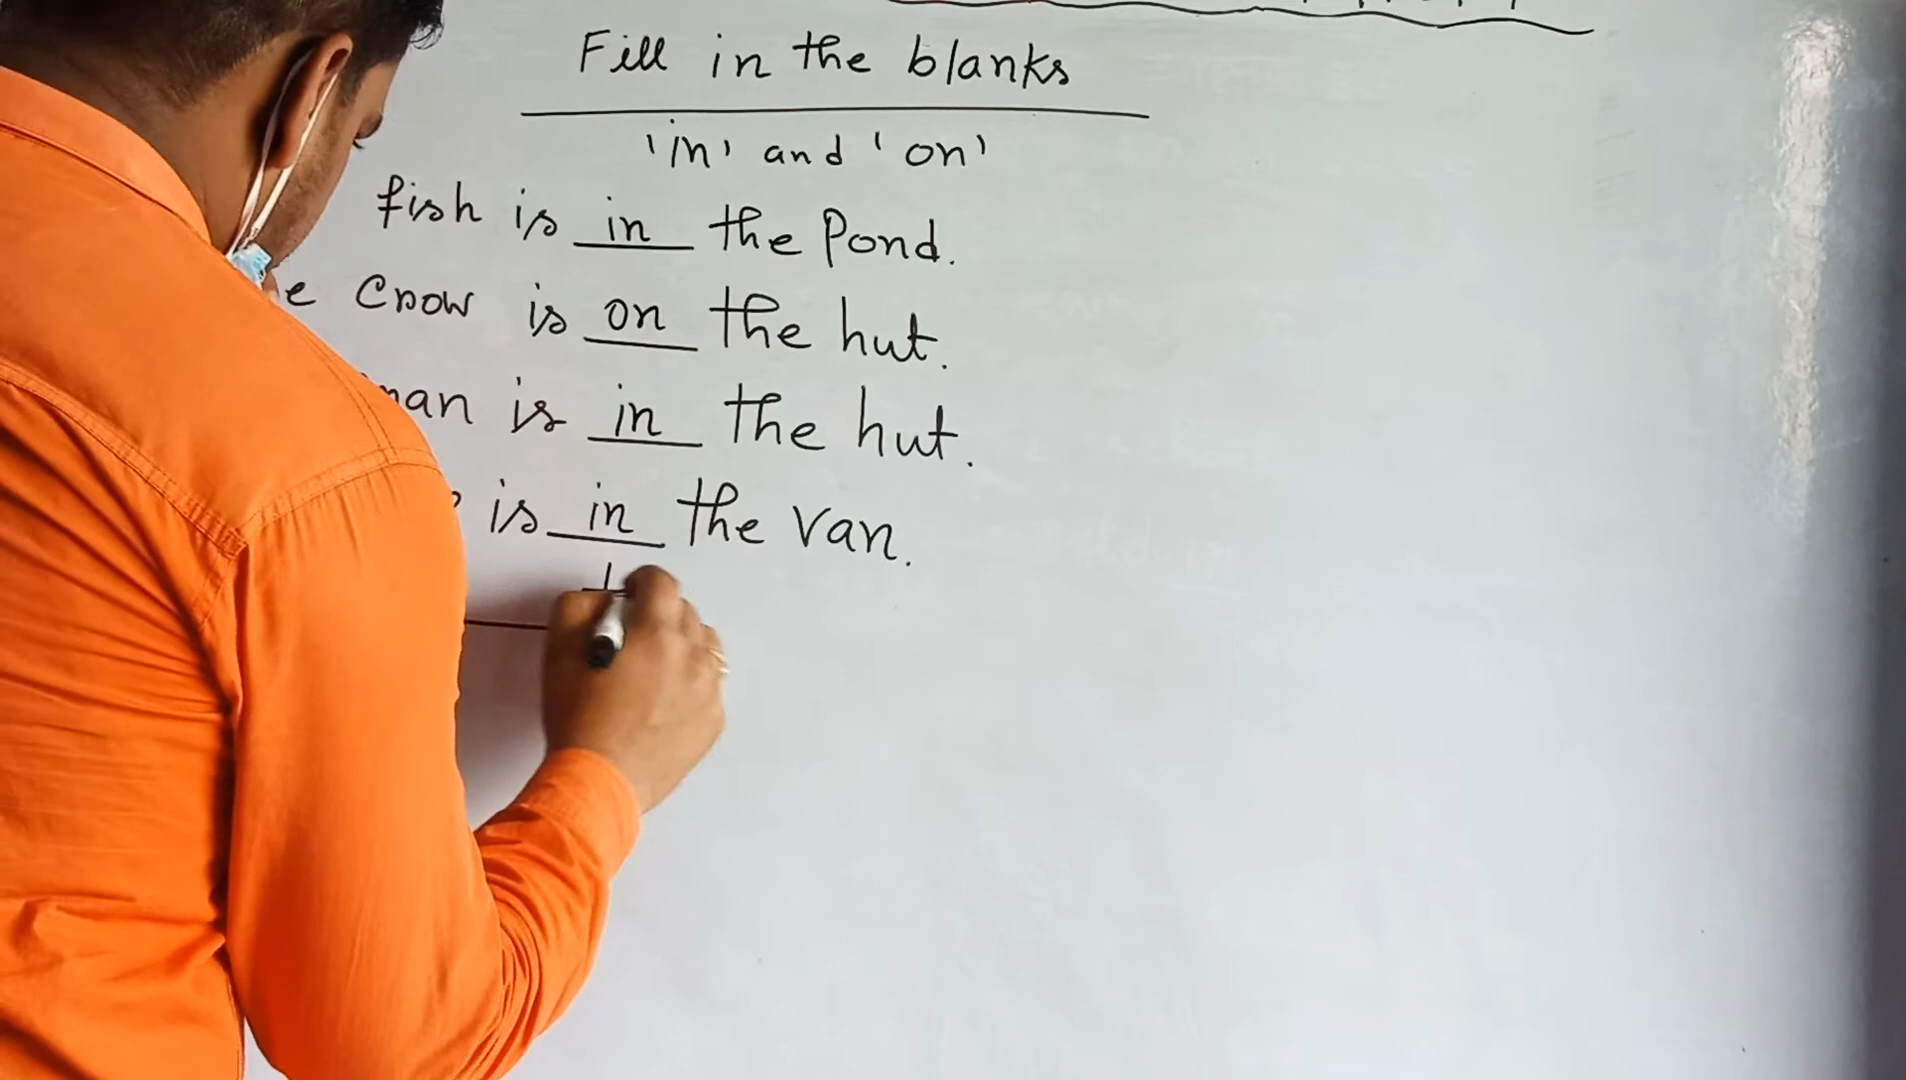 Fill in the blanks
'in' and 'on'
fish is in the Pond.
e Crow is on the hut.
man is in the hut.
is in the van.